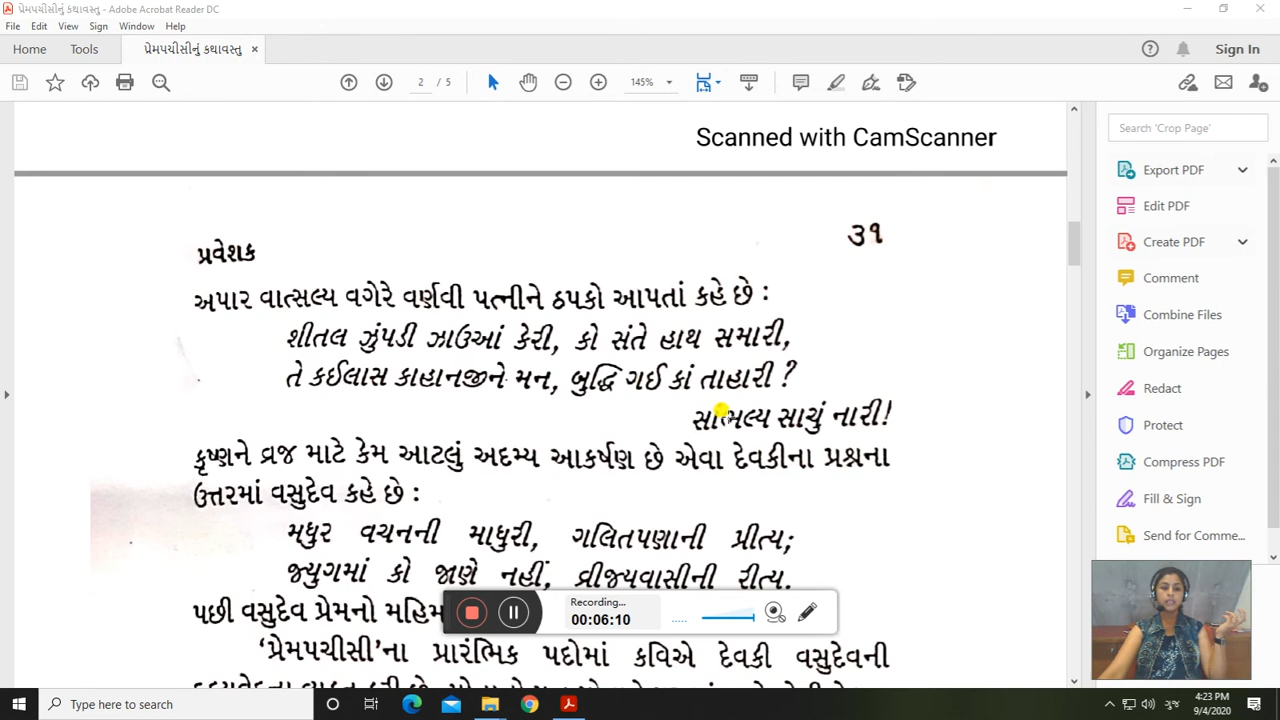 પ્રેમપચીસીનું કથાવસ્તુ - Adobe Acrobat Reader DC
File Edit View Sign Window Help
Home Tools પ્રેમપચીસીનું કથાવસ્તુ × Sign In
2 / 5 145%
Scanned with CamScanner
Search 'Crop Page'
Export PDF
Edit PDF
Create PDF
Comment
Combine Files
Organize Pages
Redact
Protect
Compress PDF
Fill & Sign
Send for Comme...
પ્રવેશક ૩૧
અપાર વાત્સલ્ય વગેરે વર્ણવી પત્નીને ઠપકો આપતાં કહે છે :
શીતલ ઝુંપડી ઝાઉઆં કેરી, કો સંતે હાથ સમારી,
તે કઈલાસ કાહાનજીને મન, બુદ્ધિ ગઈ કાં તાહારી ?
સાંભલ્ય સાચું નારી!
કૃષ્ણને વ્રજ માટે કેમ આટલું અદમ્ય આકર્ષણ છે એવા દેવકીના પ્રશ્નના
ઉત્તરમાં વસુદેવ કહે છે :
મધુર વચનની માધુરી, ગલિતપણાની પ્રીત્ય;
જ્યુગમાં કો જાણે નહીં, વ્રીજ્યવાસીની રીત્ય.
પછી વસુદેવ પ્રેમનો
'પ્રેમપચીસી'ના પ્રારંભિક પદોમાં કવિએ દેવકી વસુદેવની
Recording...
00:06:10
Type here to search
4:23 PM
9/4/2020